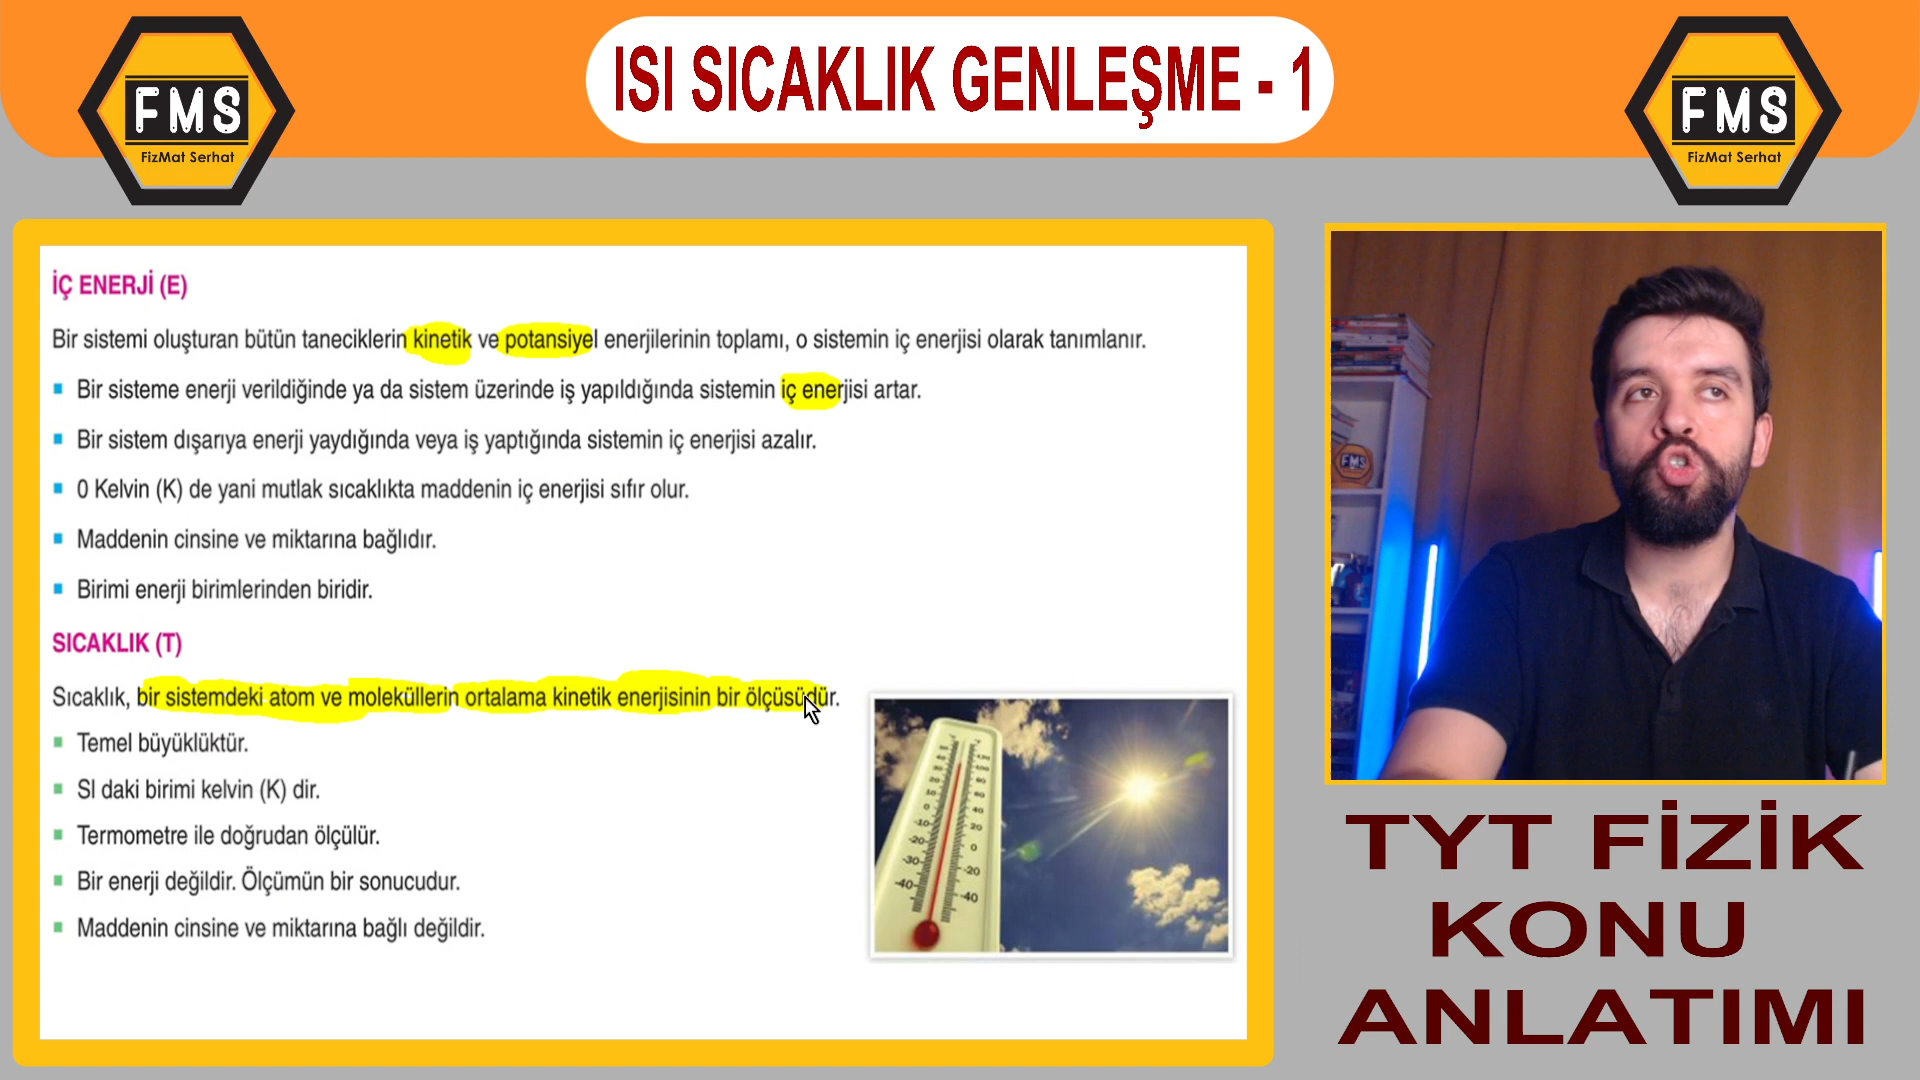 ISI SICAKLIK GENLEŞME - 1
FMS
FizMat Serhat
FMS
FizMat Serhat
İÇ ENERJİ (E)
Bir sistemi oluşturan bütün taneciklerin kinetik ve potansiyel enerjilerinin toplamı, o sistemin iç enerjisi olarak tanımlanır.
Bir sisteme enerji verildiğinde ya da sistem üzerinde iş yapıldığında sistemin iç enerjisi artar.
Bir sistem dışarıya enerji yaydığında veya iş yaptığında sistemin iç enerjisi azalır.
0 Kelvin (K) de yani mutlak sıcaklıkta maddenin iç enerjisi sıfır olur.
Maddenin cinsine ve miktarına bağlıdır.
Birimi enerji birimlerinden biridir.
SICAKLIK (T)
Sıcaklık, bir sistemdeki atom ve moleküllerin ortalama kinetik enerjisinin bir ölçüsüdür.
Temel büyüklüktür.
SI daki birimi kelvin (K) dir.
Termometre ile doğrudan ölçülür.
Bir enerji değildir. Ölçümün bir sonucudur.
Maddenin cinsine ve miktarına bağlı değildir.
FMS
TYT FİZİK
KONU
ANLATIMI